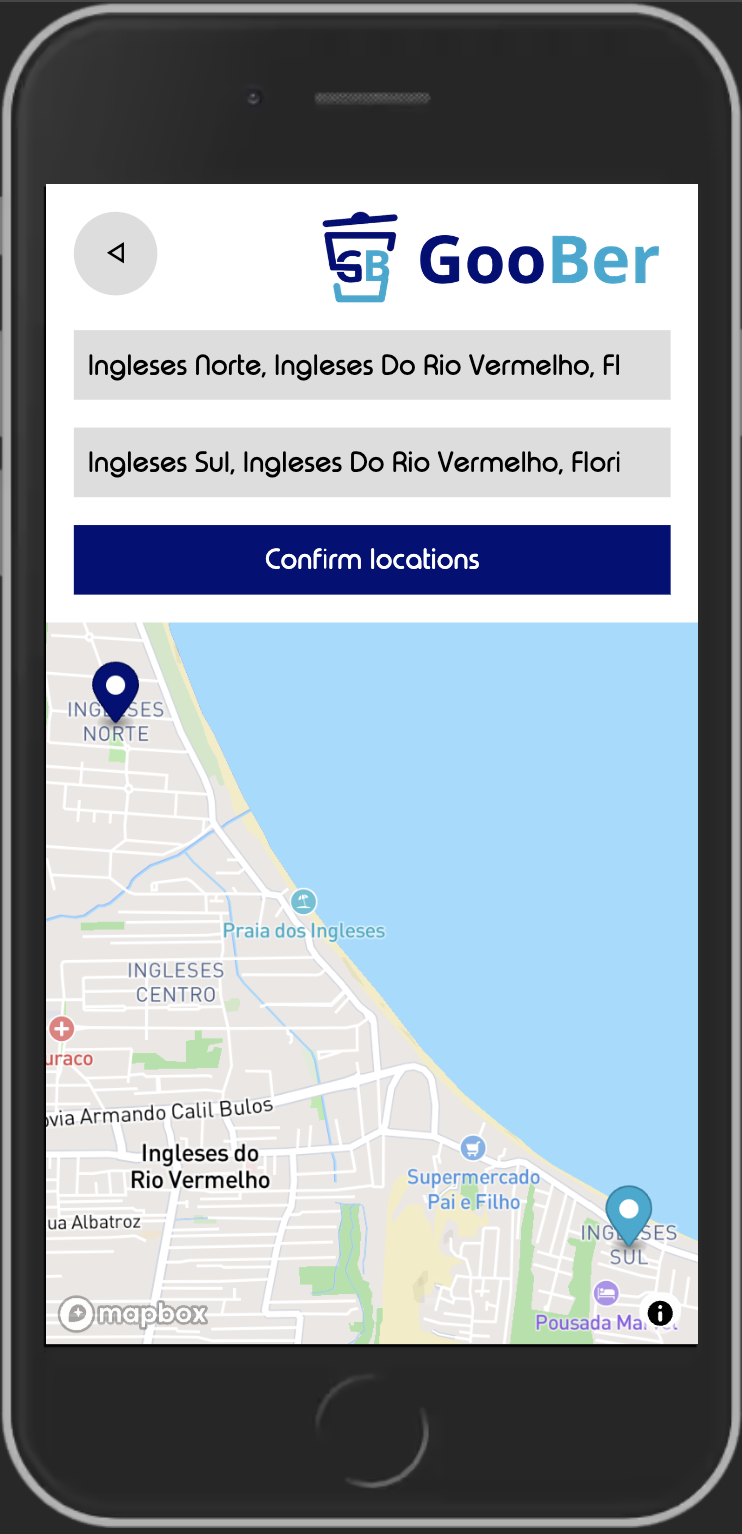 GB GooBer
Ingleses Norte, Ingleses Do Rio Vermelho, Fl
Ingleses Sul, Ingleses Do Rio Vermelho, Flori
Confirm locations
INGLESES
NORTE
Praia dos Ingleses
INGLESES
CENTRO
uraco
ovia Armando Calil Bulos
Ingleses do
Rio Vermelho
Supermercado
Pai e Filho
ua Albatroz
INGLESES
SUL
mapbox
Pousada